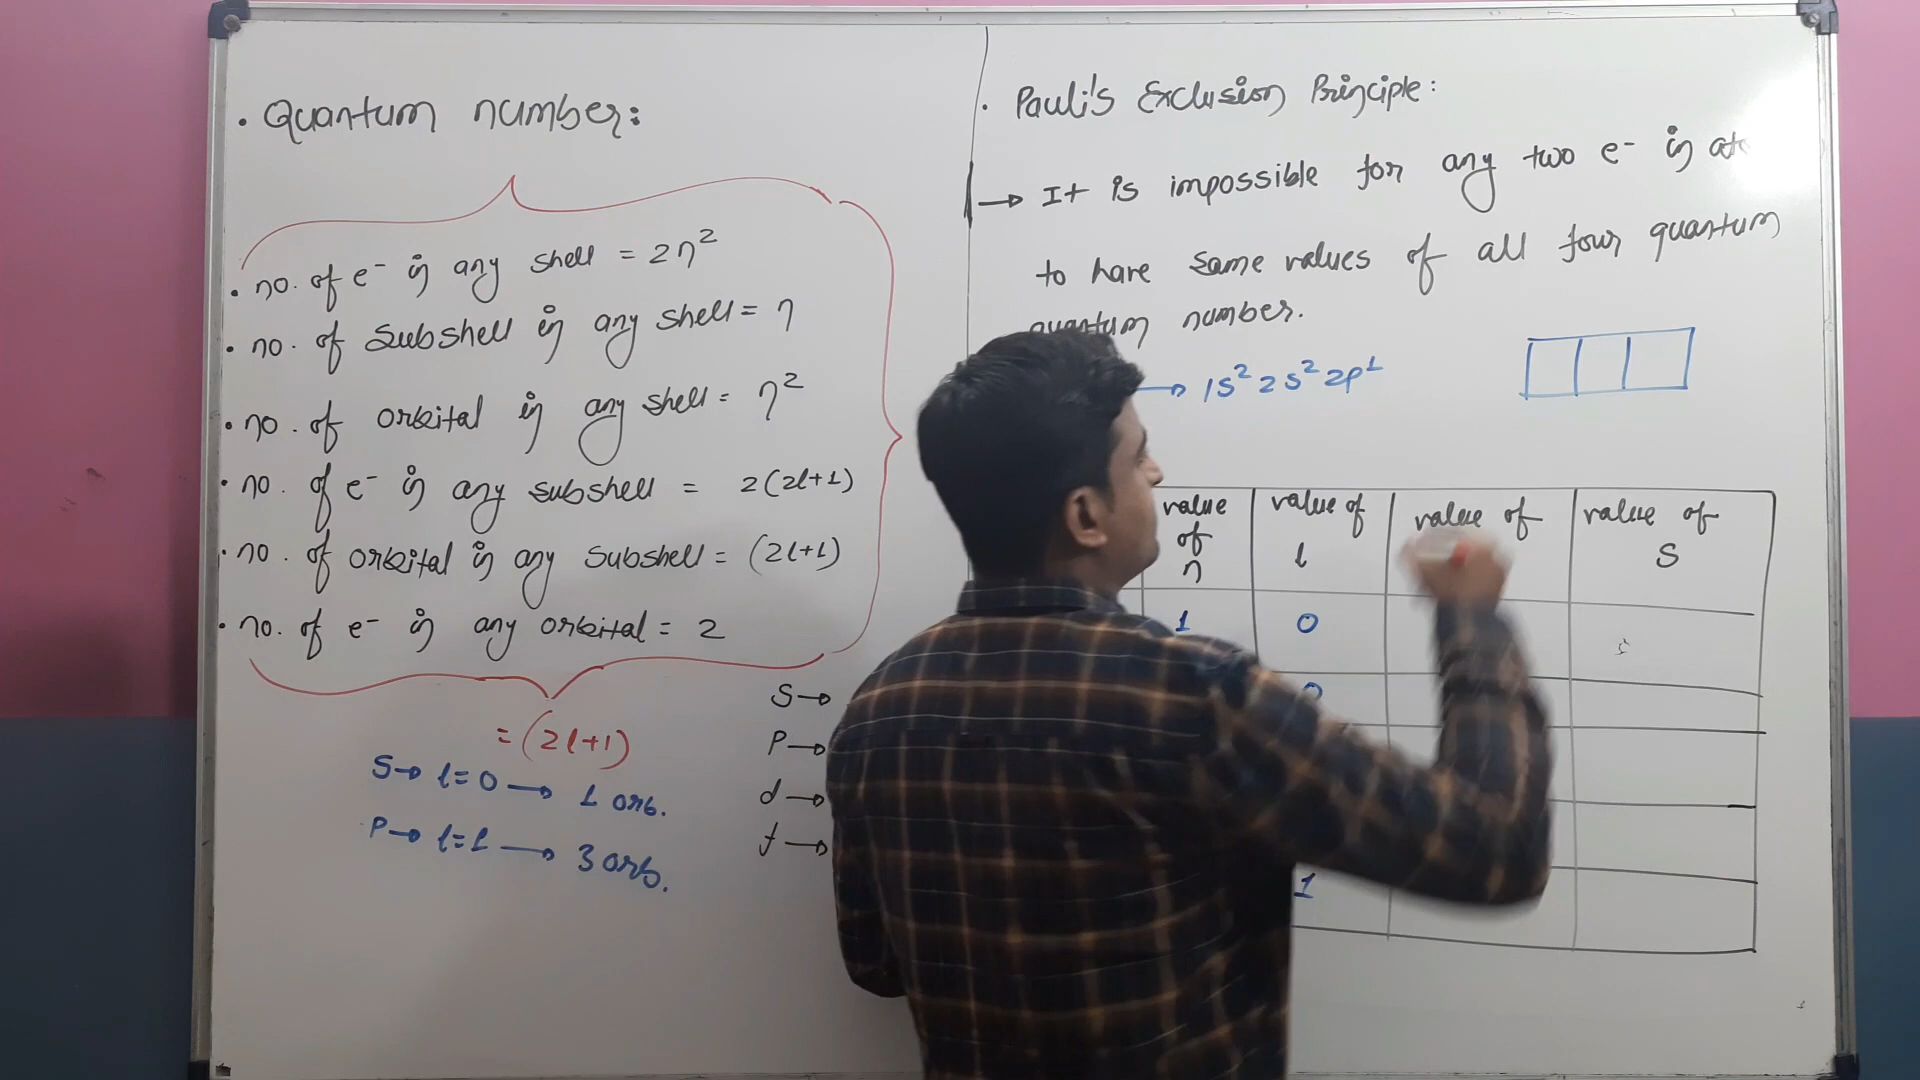 • Quantum number:
• no. of e- in any shell = 2n²
• no. of Subshell in any shell = n
• no. of orbital in any shell = n²
• no. of e- in any subshell = 2(2l+1)
• no. of orbital in any Subshell = (2l+1)
• no. of e- in any orbital = 2
= (2l+1)
S→ l=0 → 1 orb.
P→ l=1 → 3 orb.
S→
P→
d→
f→
• Pauli's Exclusion Principle:
→ It is impossible for any two e- in
to have same values of all four quantum
quantum number.
→ 1s² 2s² 2p¹
value of n
value of l
value of
value of S
1 0
0
1